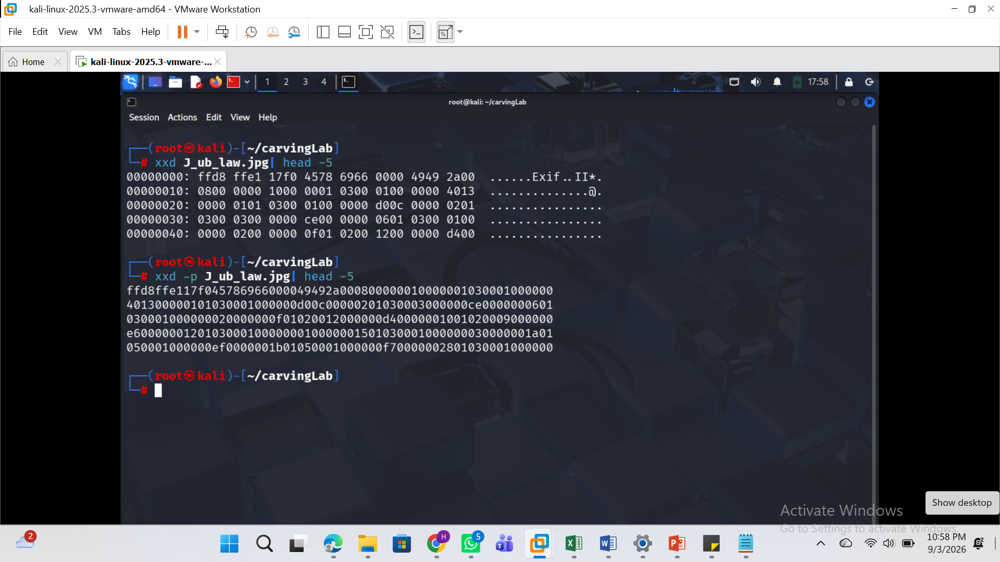 kali-linux-2025.3-vmware-amd64 - VMware Workstation
File Edit View VM Tabs Help
Home
kali-linux-2025.3-vmware-...
1 2 3 4
17:58
root@kali: ~/carvingLab
Session Actions Edit View Help
(root㉿kali)-[~/carvingLab]
# xxd J_ub_law.jpg| head -5
00000000: ffd8 ffe1 17f0 4578 6966 0000 4949 2a00 ......Exif..II*.
00000010: 0800 0000 1000 0001 0300 0100 0000 4013 ..............@.
00000020: 0000 0101 0300 0100 0000 d00c 0000 0201 ................
00000030: 0300 0300 0000 ce00 0000 0601 0300 0100 ................
00000040: 0000 0200 0000 0f01 0200 1200 0000 d400 ................
(root㉿kali)-[~/carvingLab]
# xxd -p J_ub_law.jpg| head -5
ffd8ffe117f045786966000049492a000800000010000001030001000000
401300000101030001000000d00c00000201030003000000ce0000000601
030001000000020000000f01020012000000d40000001001020009000000
e60000001201030001000000010000001501030001000000030000001a01
050001000000ef0000001b01050001000000f70000002801030001000000
(root㉿kali)-[~/carvingLab]
#
Show desktop
Activate Windows
Go to Settings to activate Windows.
2
H
5
10:58 PM
9/3/2026